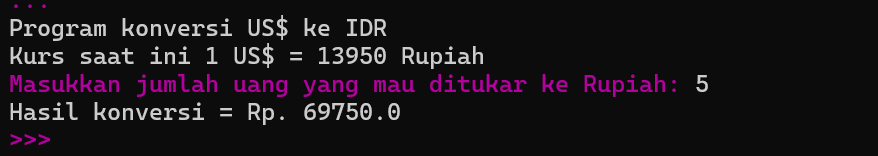 ...
Program konversi US$ ke IDR
Kurs saat ini 1 US$ = 13950 Rupiah
Masukkan jumlah uang yang mau ditukar ke Rupiah: 5
Hasil konversi = Rp. 69750.0
>>>